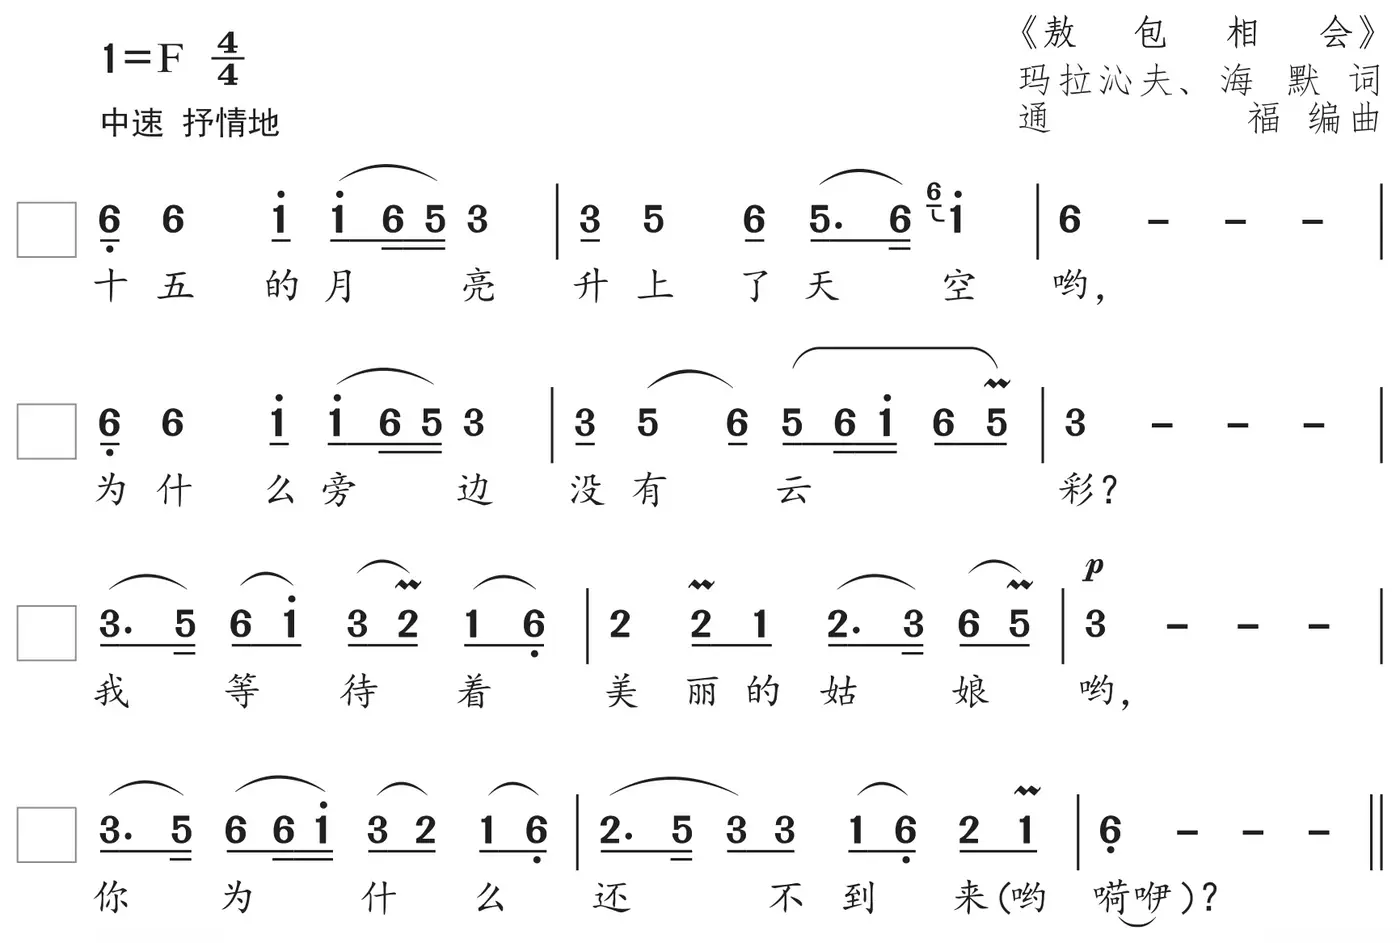 《敖包相会》
1=F 4/4
玛拉沁夫、海默词
中速 抒情地
通福编曲
6 6 i i 6 5 3 | 3 5 6 5. 6 6 i | 6 - - - |
十五的月亮升上了天空哟，
6 6 i i 6 5 3 | 3 5 6 5 6 i 6 5 | 3 - - - |
为什么旁边没有云彩？
p
3. 5 6 i 3 2 1 6 | 2 2 1 2. 3 6 5 | 3 - - - |
我等待着美丽的姑娘哟，
3. 5 6 6 i 3 2 1 6 | 2. 5 3 3 1 6 2 1 | 6 - - - ||
你为什么还不到来(哟嗬咿)？